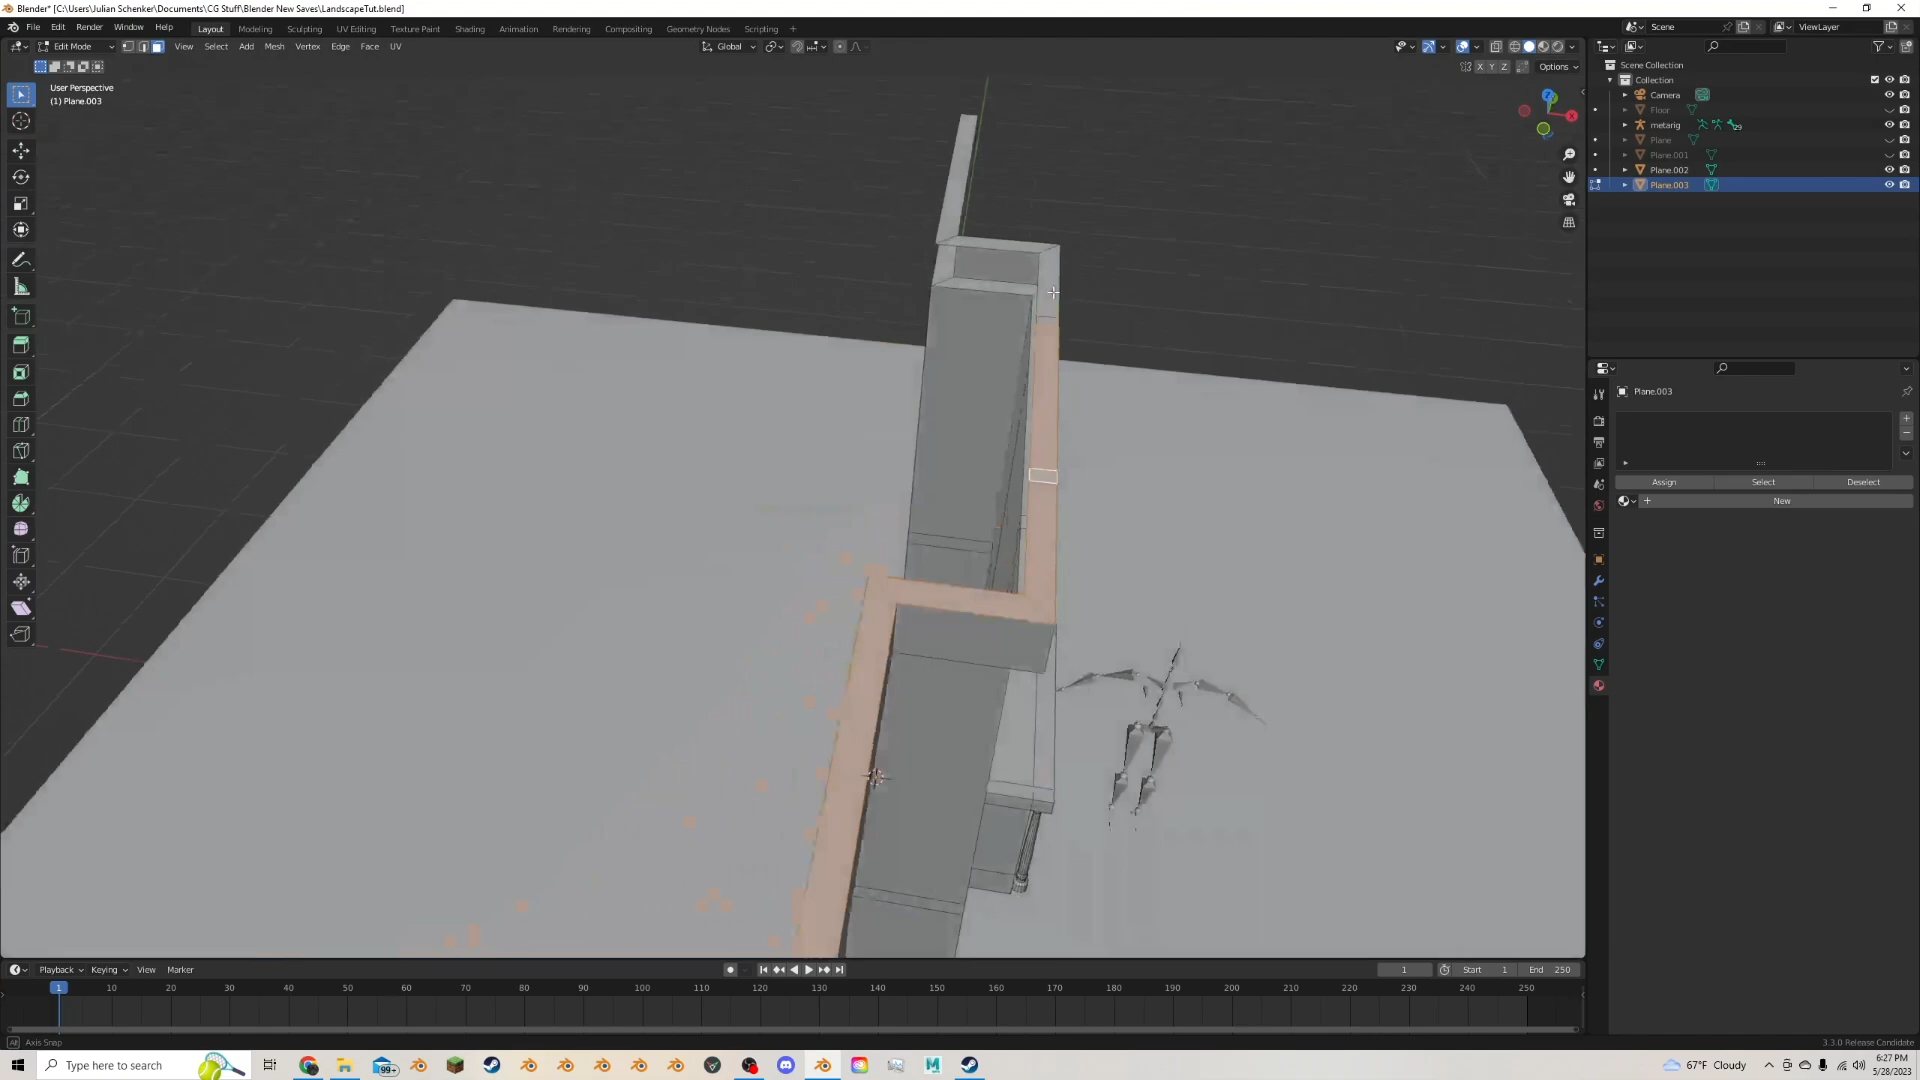 Blender* [C:\Users\Julian Schenker\Documents\CG Stuff\Blender New Saves\LandscapeTut.blend]
File Edit Render Window Help Layout Modeling Sculpting UV Editing Texture Paint Shading Animation Rendering Compositing Geometry Nodes Scripting + Scene ViewLayer
Edit Mode View Select Add Mesh Vertex Edge Face UV Global
X Y Z Options
User Perspective
(1) Plane.003
Scene Collection
Collection
Camera
Floor
metarig 29
Plane
Plane.001
Plane.002
Plane.003
Plane.003
Assign Select Deselect
New
Playback Keying View Marker 1 Start 1 End 250
1 10 20 30 40 50 60 70 80 90 100 110 120 130 140 150 160 170 180 190 200 210 220 230 240 250
Alt Axis Snap 3.3.0 Release Candidate
Type here to search 99+ 67°F Cloudy 6:27 PM
5/28/2023